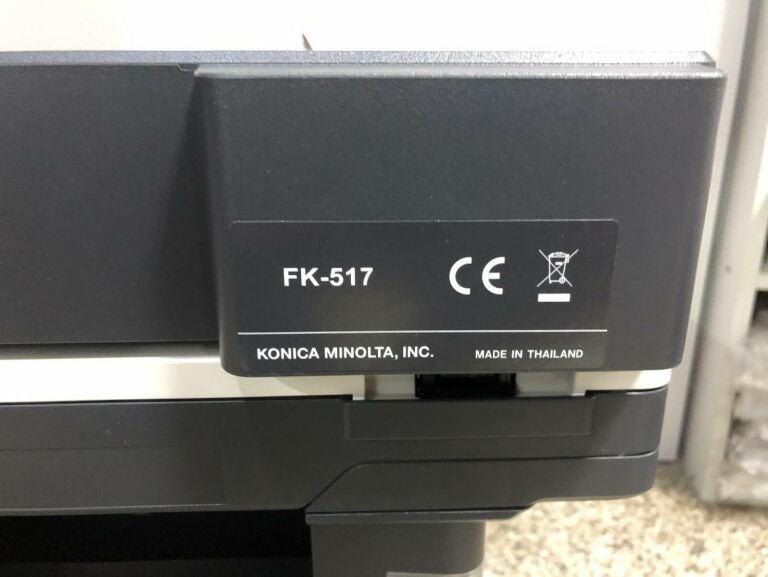 FK-517 CE
KONICA MINOLTA, INC. MADE IN THAILAND